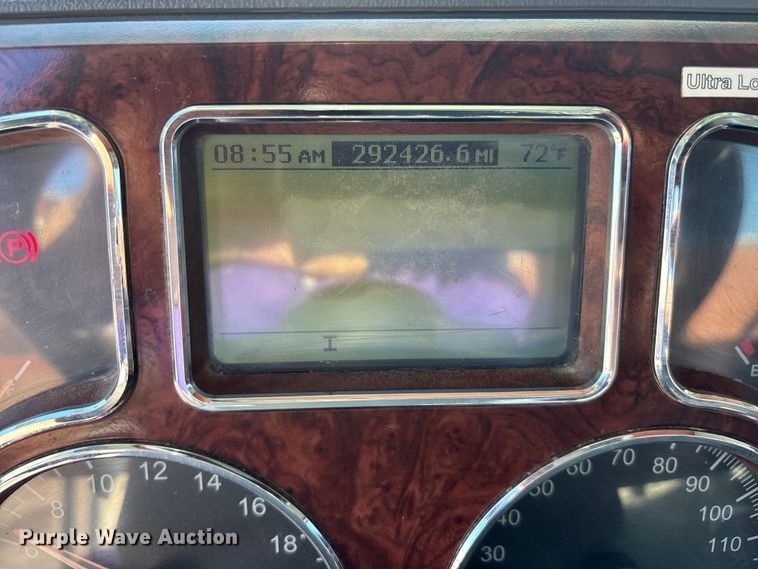 Ultra Lo
08:55 AM 292426.6 MI 72°F
P
E
6 8 10 12 14 16 18
30 40 50 60 70 80 90 100 110
Purple Wave Auction